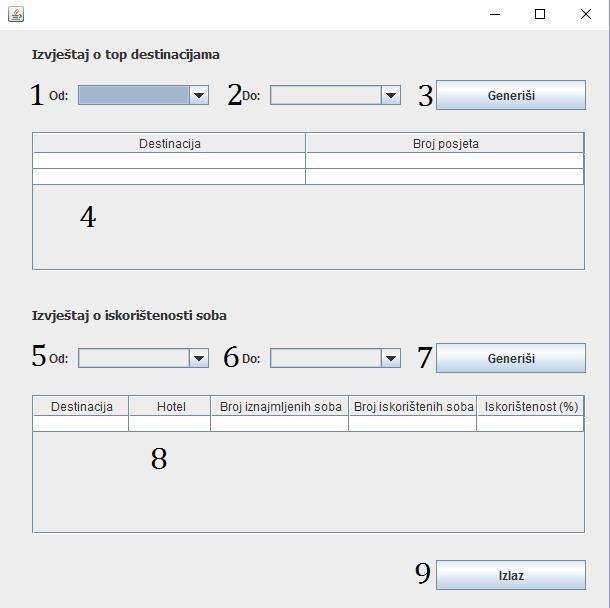 Izvještaj o top destinacijama
1 Od: 2 Do: 3 Generiši
Destinacija Broj posjeta
4
Izvještaj o iskorištenosti soba
5 Od: 6 Do: 7 Generiši
Destinacija Hotel Broj iznajmljenih soba Broj iskorištenih soba Iskorištenost (%)
8
9 Izlaz